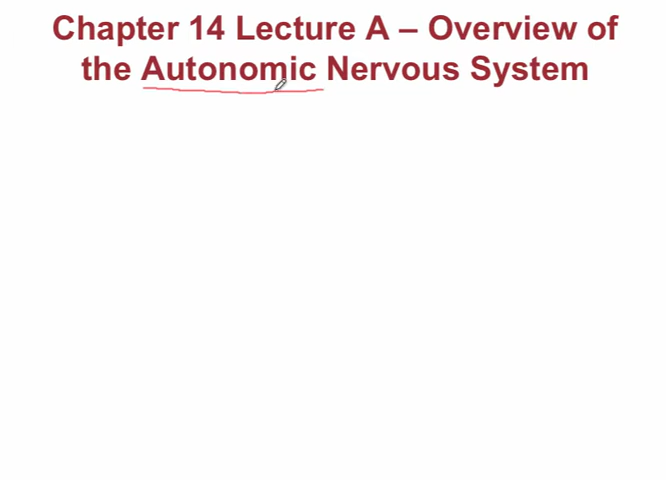 Chapter 14 Lecture A – Overview of
the Autonomic Nervous System